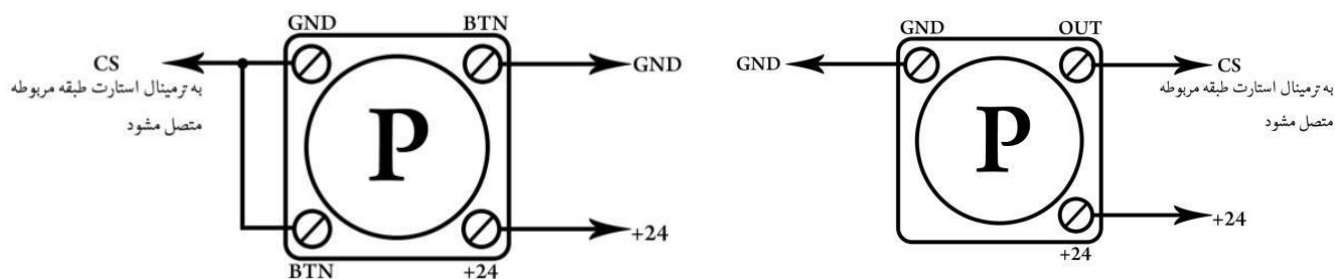 GND BTN
CS
GND
به ترمینال استارت طبقه مربوطه
متصل مشود
P
+24
BTN +24
GND OUT
GND
CS
به ترمینال استارت طبقه مربوطه
متصل مشود
P
+24
+24